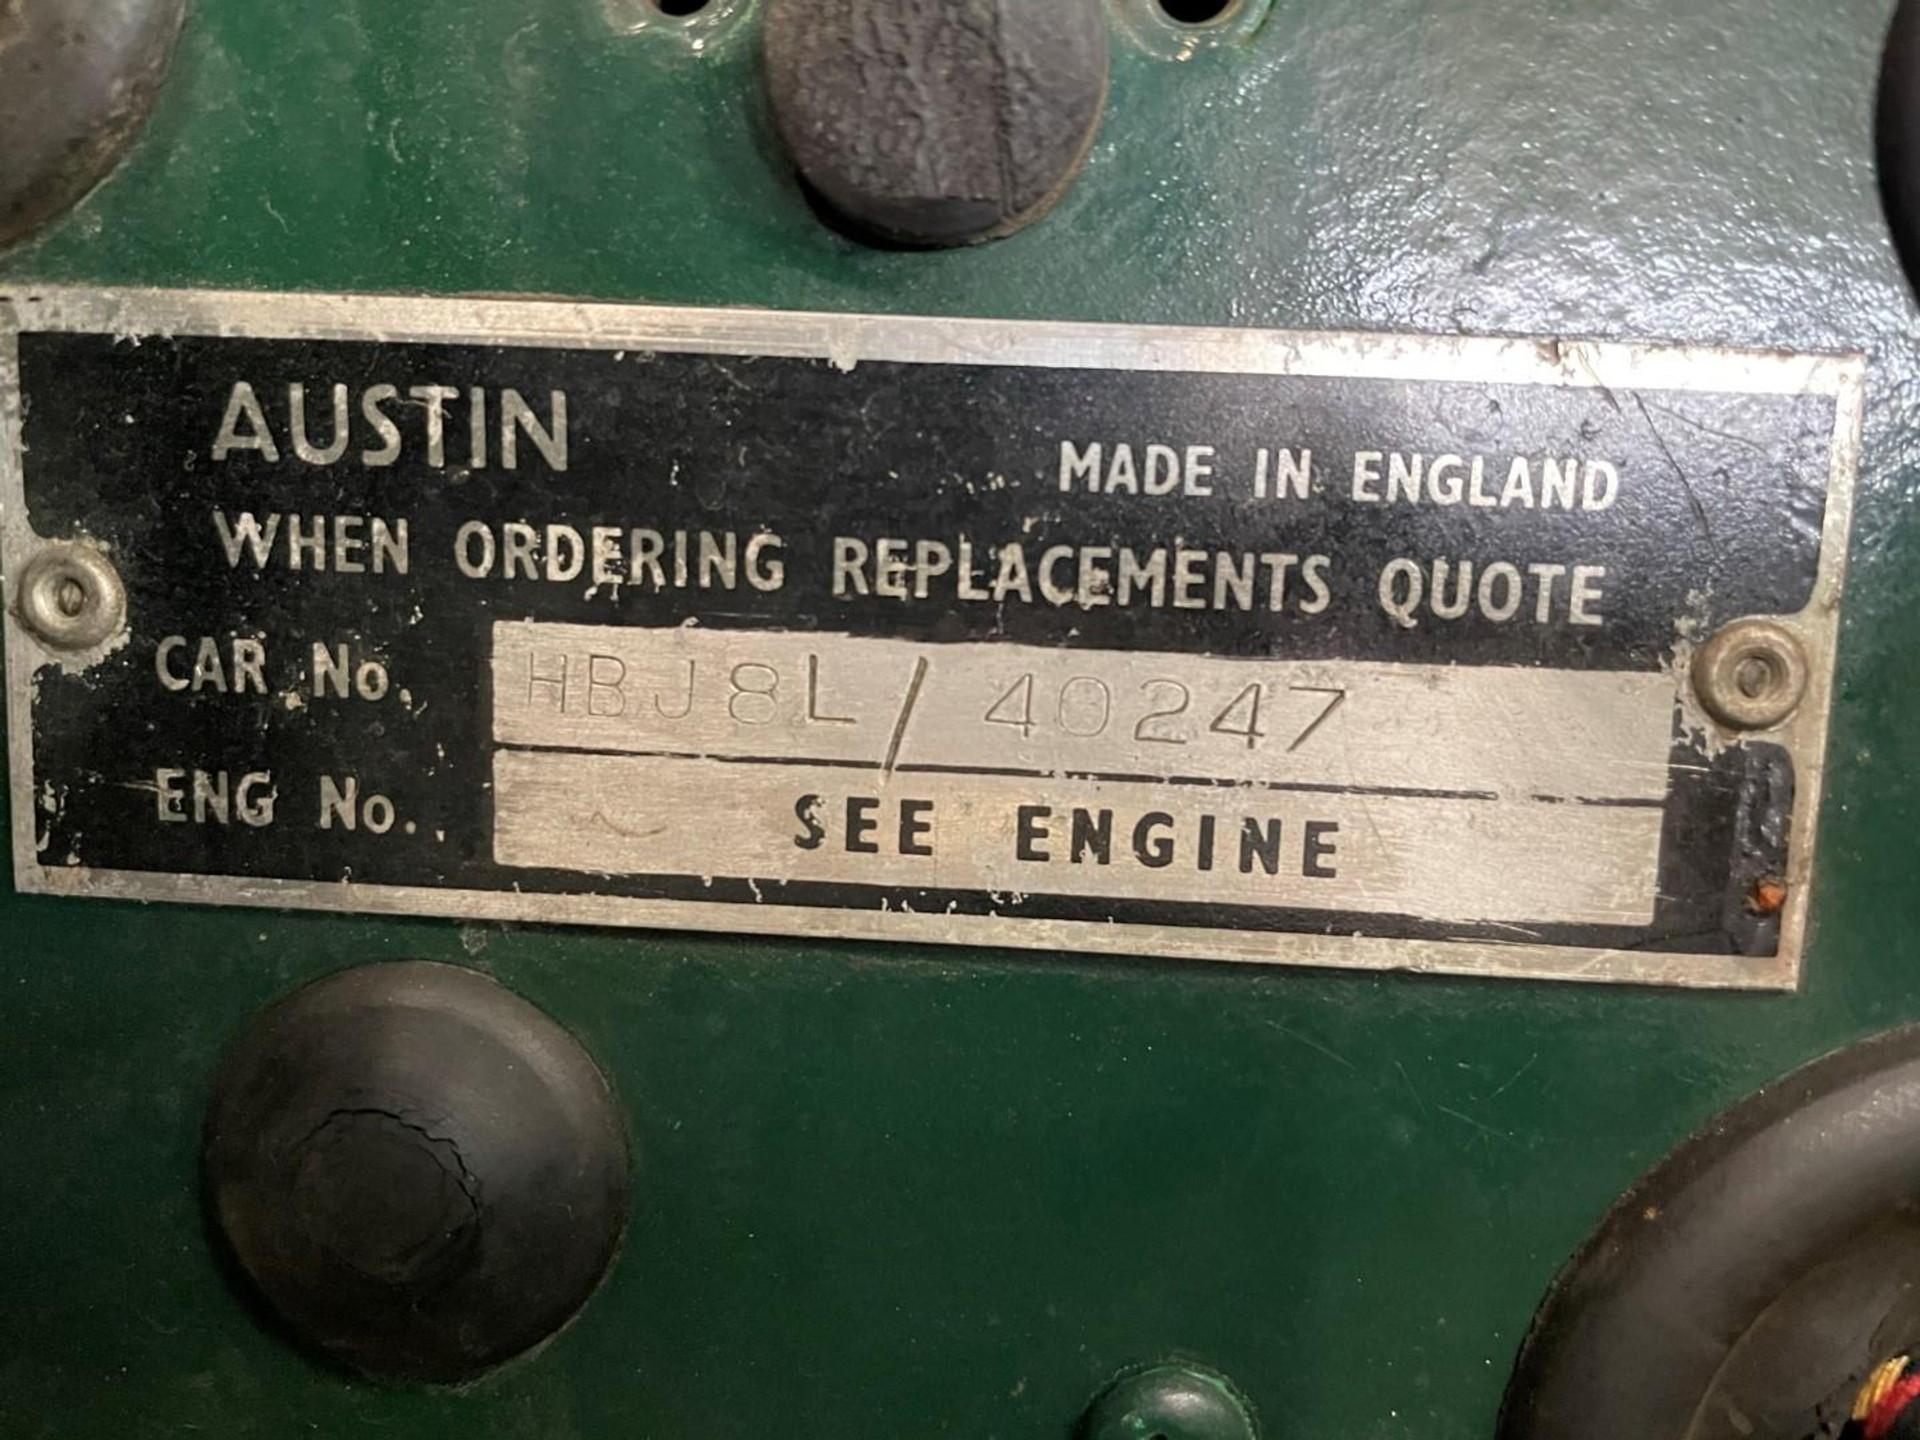 AUSTIN
MADE IN ENGLAND
WHEN ORDERING REPLACEMENTS QUOTE
CAR No. HBJ8L/40247
ENG No. SEE ENGINE